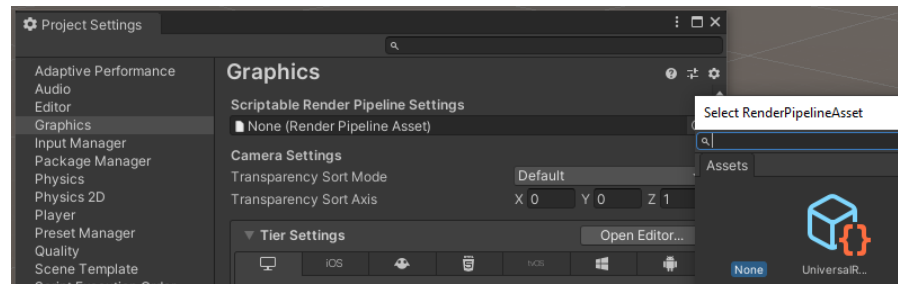 Project Settings
Adaptive Performance
Audio
Editor
Graphics
Input Manager
Package Manager
Physics
Physics 2D
Player
Preset Manager
Quality
Scene Template
Graphics
Scriptable Render Pipeline Settings
None (Render Pipeline Asset)
Camera Settings
Transparency Sort Mode Default
Transparency Sort Axis X 0 Y 0 Z 1
Tier Settings Open Editor...
iOS tvOS
Select RenderPipelineAsset
Assets
None UniversalR...